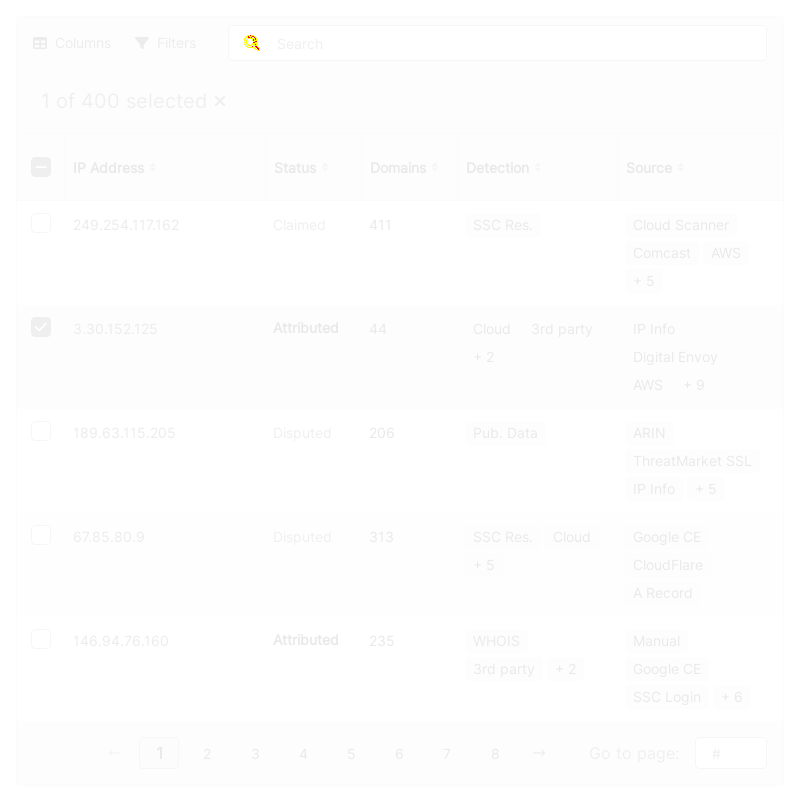 Columns Filters Search
1 of 400 selected ×
IP Address Status Domains Detection Source
249.254.117.162 Claimed 411 SSC Res. Cloud Scanner
Comcast AWS
+ 5
3.30.152.125 Attributed 44 Cloud 3rd party IP Info
+ 2 Digital Envoy
AWS + 9
189.63.115.205 Disputed 206 Pub. Data ARIN
ThreatMarket SSL
IP Info + 5
67.85.80.9 Disputed 313 SSC Res. Cloud Google CE
+ 5 CloudFlare
A Record
146.94.76.160 Attributed 235 WHOIS Manual
3rd party + 2 Google CE
SSC Login + 6
← 1 2 3 4 5 6 7 8 → Go to page: #